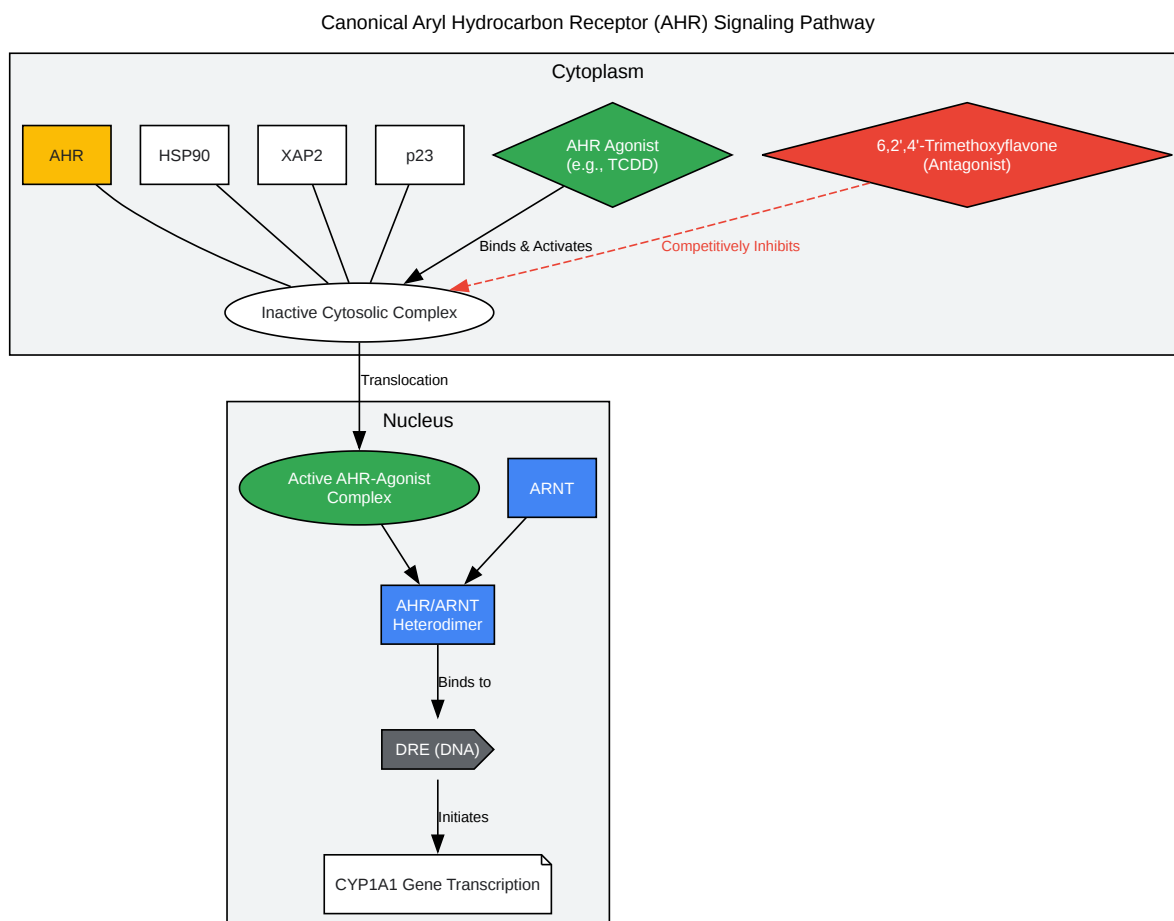 Canonical Aryl Hydrocarbon Receptor (AHR) Signaling Pathway
Cytoplasm
AHR
HSP90
XAP2
p23
AHR Agonist
(e.g., TCDD)
6,2',4'-Trimethoxyflavone
(Antagonist)
Binds & Activates
Competitively Inhibits
Inactive Cytosolic Complex
Translocation
Nucleus
Active AHR-Agonist
Complex
ARNT
AHR/ARNT
Heterodimer
Binds to
DRE (DNA)
Initiates
CYP1A1 Gene Transcription